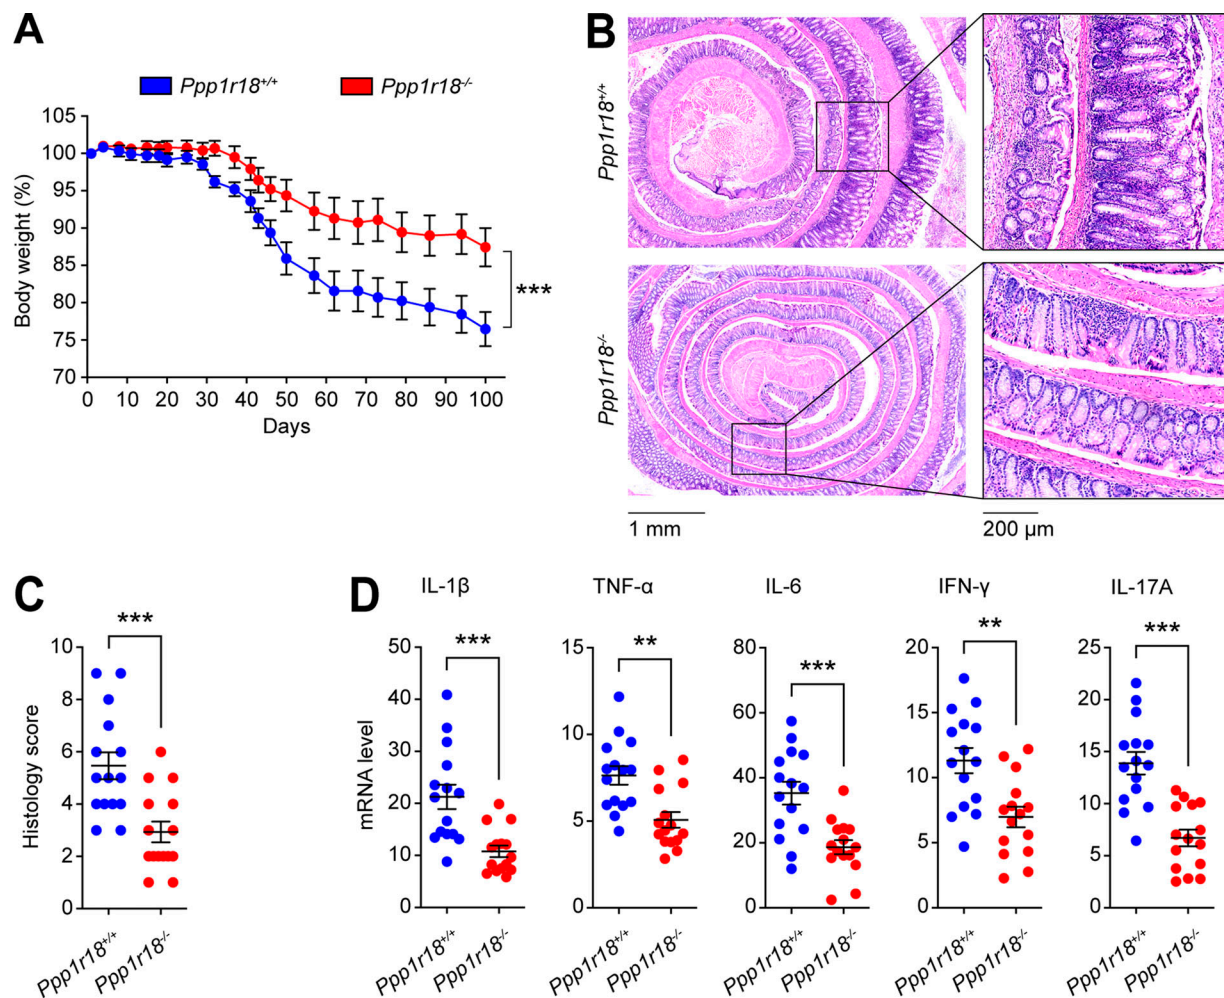 A
Ppp1r18+/+ Ppp1r18-/-
105
100
95
90
85
80
75
70
Body weight (%)
0 10 20 30 40 50 60 70 80 90 100
Days
***
B
Ppp1r18+/+
Ppp1r18-/-
1 mm
200 µm
C
***
10
8
6
4
2
0
Histology score
Ppp1r18+/+ Ppp1r18-/-
D
mRNA level
IL-1β
***
50
40
30
20
10
0
Ppp1r18+/+ Ppp1r18-/-
TNF-α
**
15
10
5
0
Ppp1r18+/+ Ppp1r18-/-
IL-6
***
80
60
40
20
0
Ppp1r18+/+ Ppp1r18-/-
IFN-γ
**
20
15
10
5
0
Ppp1r18+/+ Ppp1r18-/-
IL-17A
***
25
20
15
10
5
0
Ppp1r18+/+ Ppp1r18-/-